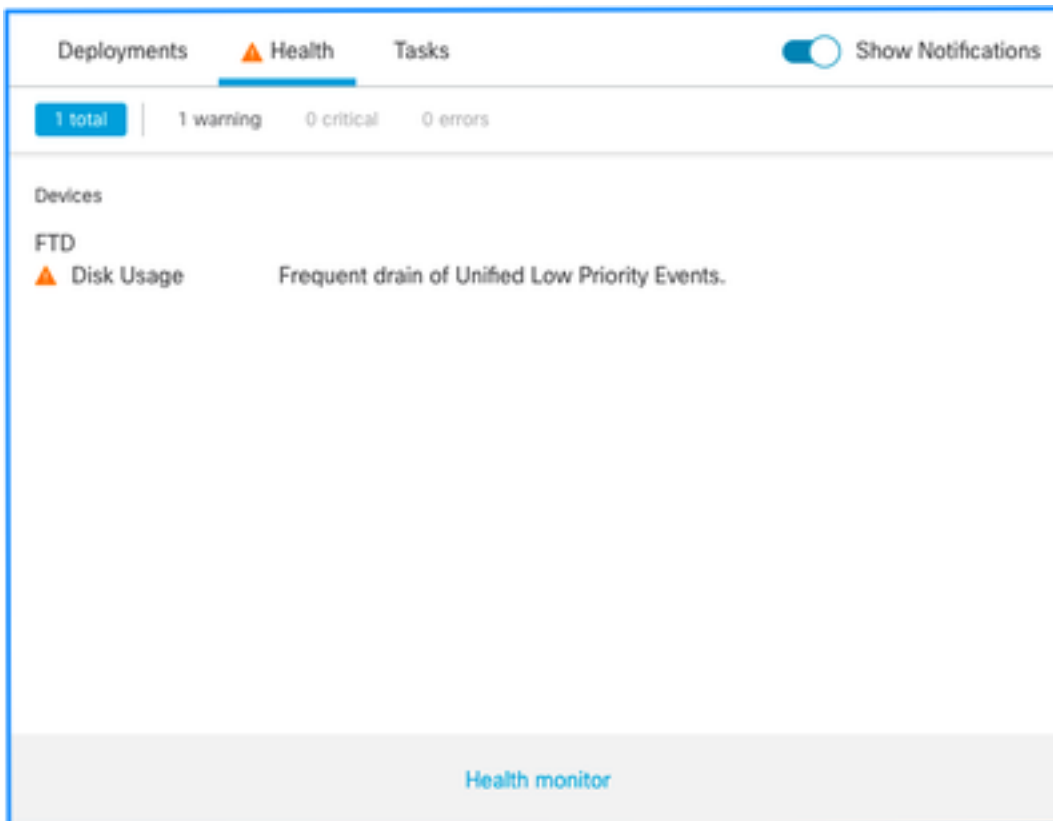 Deployments Health Tasks Show Notifications
1 total 1 warning 0 critical 0 errors
Devices
FTD
Disk Usage Frequent drain of Unified Low Priority Events.
Health monitor